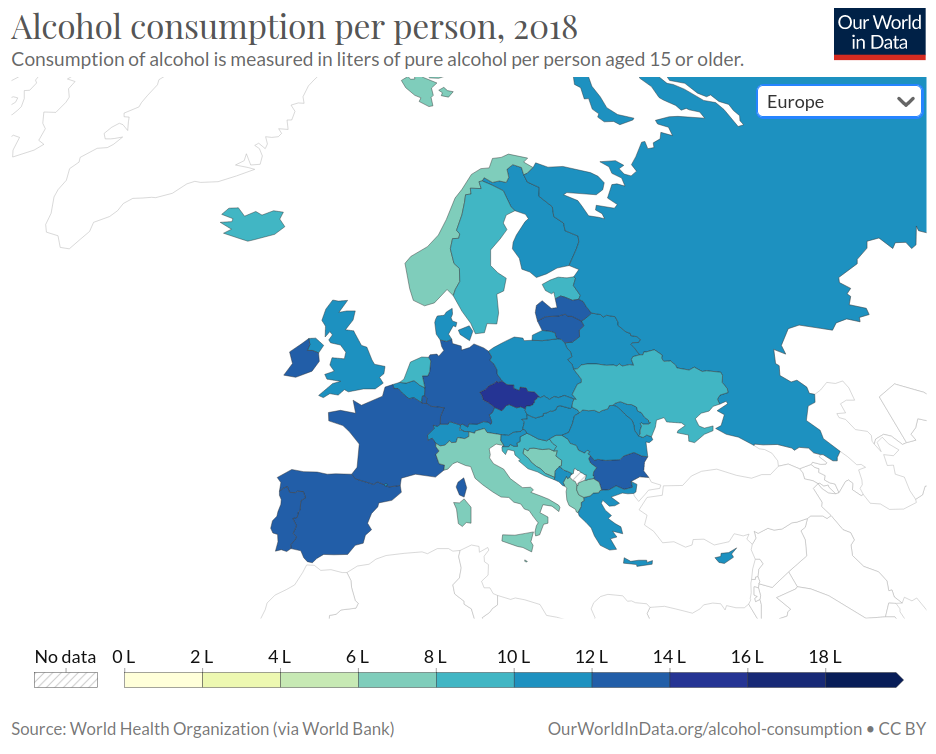 Alcohol consumption per person, 2018
Consumption of alcohol is measured in liters of pure alcohol per person aged 15 or older.
Our World
in Data
Europe
No data 0 L 2 L 4 L 6 L 8 L 10 L 12 L 14 L 16 L 18 L
Source: World Health Organization (via World Bank)
OurWorldInData.org/alcohol-consumption • CC BY